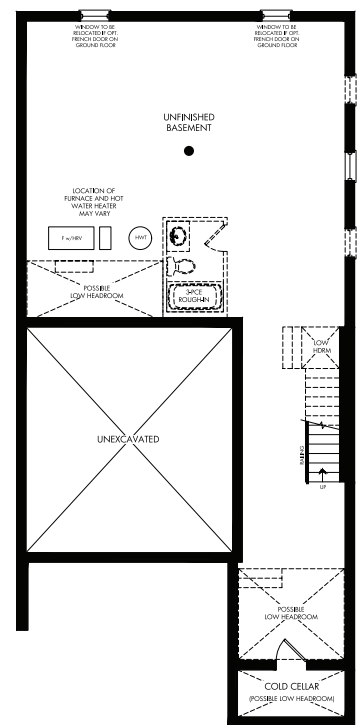 WINDOW TO BE
RELOCATED IF OPT.
FRENCH DOOR ON
GROUND FLOOR
WINDOW TO BE
RELOCATED IF OPT.
FRENCH DOOR ON
GROUND FLOOR
UNFINISHED
BASEMENT
LOCATION OF
FURNACE AND HOT
WATER HEATER
MAY VARY
F w/HRV
HWT
POSSIBLE
LOW HEADROOM
3-PCE
ROUGH-IN
LOW
HDRM
UNEXCAVATED
RAILING
UP
POSSIBLE
LOW HEADROOM
COLD CELLAR
(POSSIBLE LOW HEADROOM)